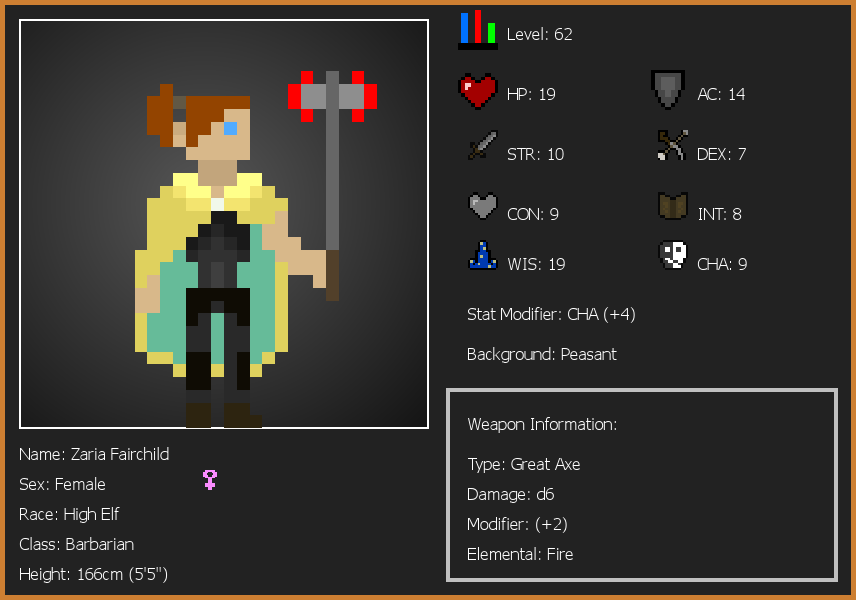 Level: 62
HP: 19
AC: 14
STR: 10
DEX: 7
CON: 9
INT: 8
WIS: 19
CHA: 9
Stat Modifier: CHA (+4)
Background: Peasant
Weapon Information:
Type: Great Axe
Damage: d6
Modifier: (+2)
Elemental: Fire
Name: Zaria Fairchild
Sex: Female
Race: High Elf
Class: Barbarian
Height: 166cm (5'5")